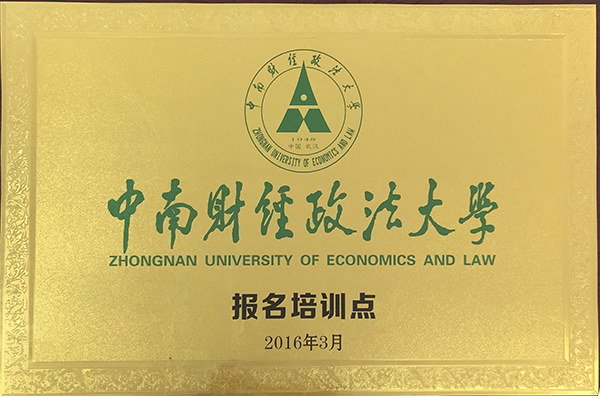 中南财经政法大學
1948
中国 武汉
ZHONGNAN UNIVERSITY OF ECONOMICS AND LAW
中南财经政法大學
ZHONGNAN UNIVERSITY OF ECONOMICS AND LAW
报名培训点
2016年3月